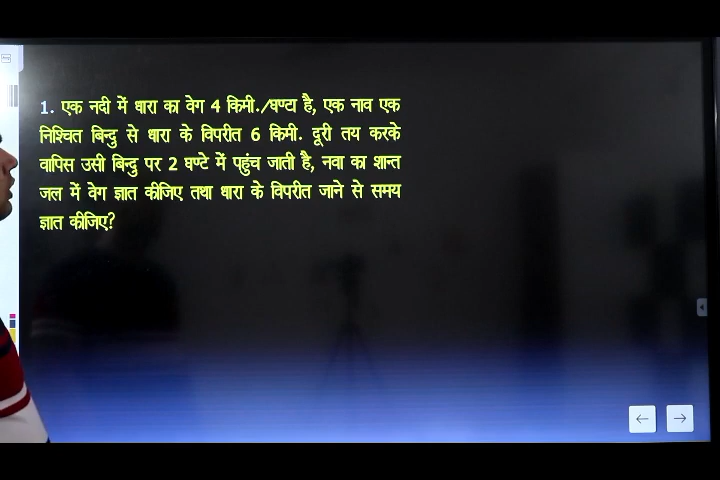 1. एक नदी में धारा का वेग 4 किमी./घण्टा है, एक नाव एक
निश्चित बिन्दु से धारा के विपरीत 6 किमी. दूरी तय करके
वापिस उसी बिन्दु पर 2 घण्टे में पहुंच जाती है, नवा का शान्त
जल में वेग ज्ञात कीजिए तथा धारा के विपरीत जाने से समय
ज्ञात कीजिए?